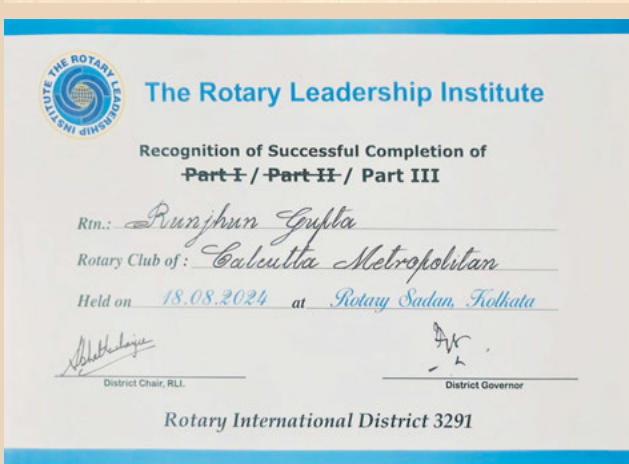 THE ROTARY LEADERSHIP INSTITUTE
The Rotary Leadership Institute
Recognition of Successful Completion of
Part I / Part II / Part III
Rtn.: Runjhun Gupta
Rotary Club of : Calcutta Metropolitan
Held on 18.08.2024 at Rotary Sadan, Kolkata
District Chair, RLI.
District Governor
Rotary International District 3291